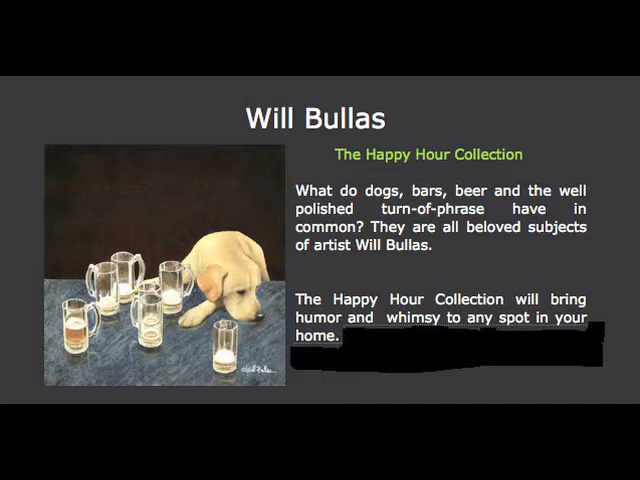 Will Bullas
The Happy Hour Collection
What do dogs, bars, beer and the well
polished turn-of-phrase have in
common? They are all beloved subjects
of artist Will Bullas.
The Happy Hour Collection will bring
humor and whimsy to any spot in your
home.
©Will Bullas